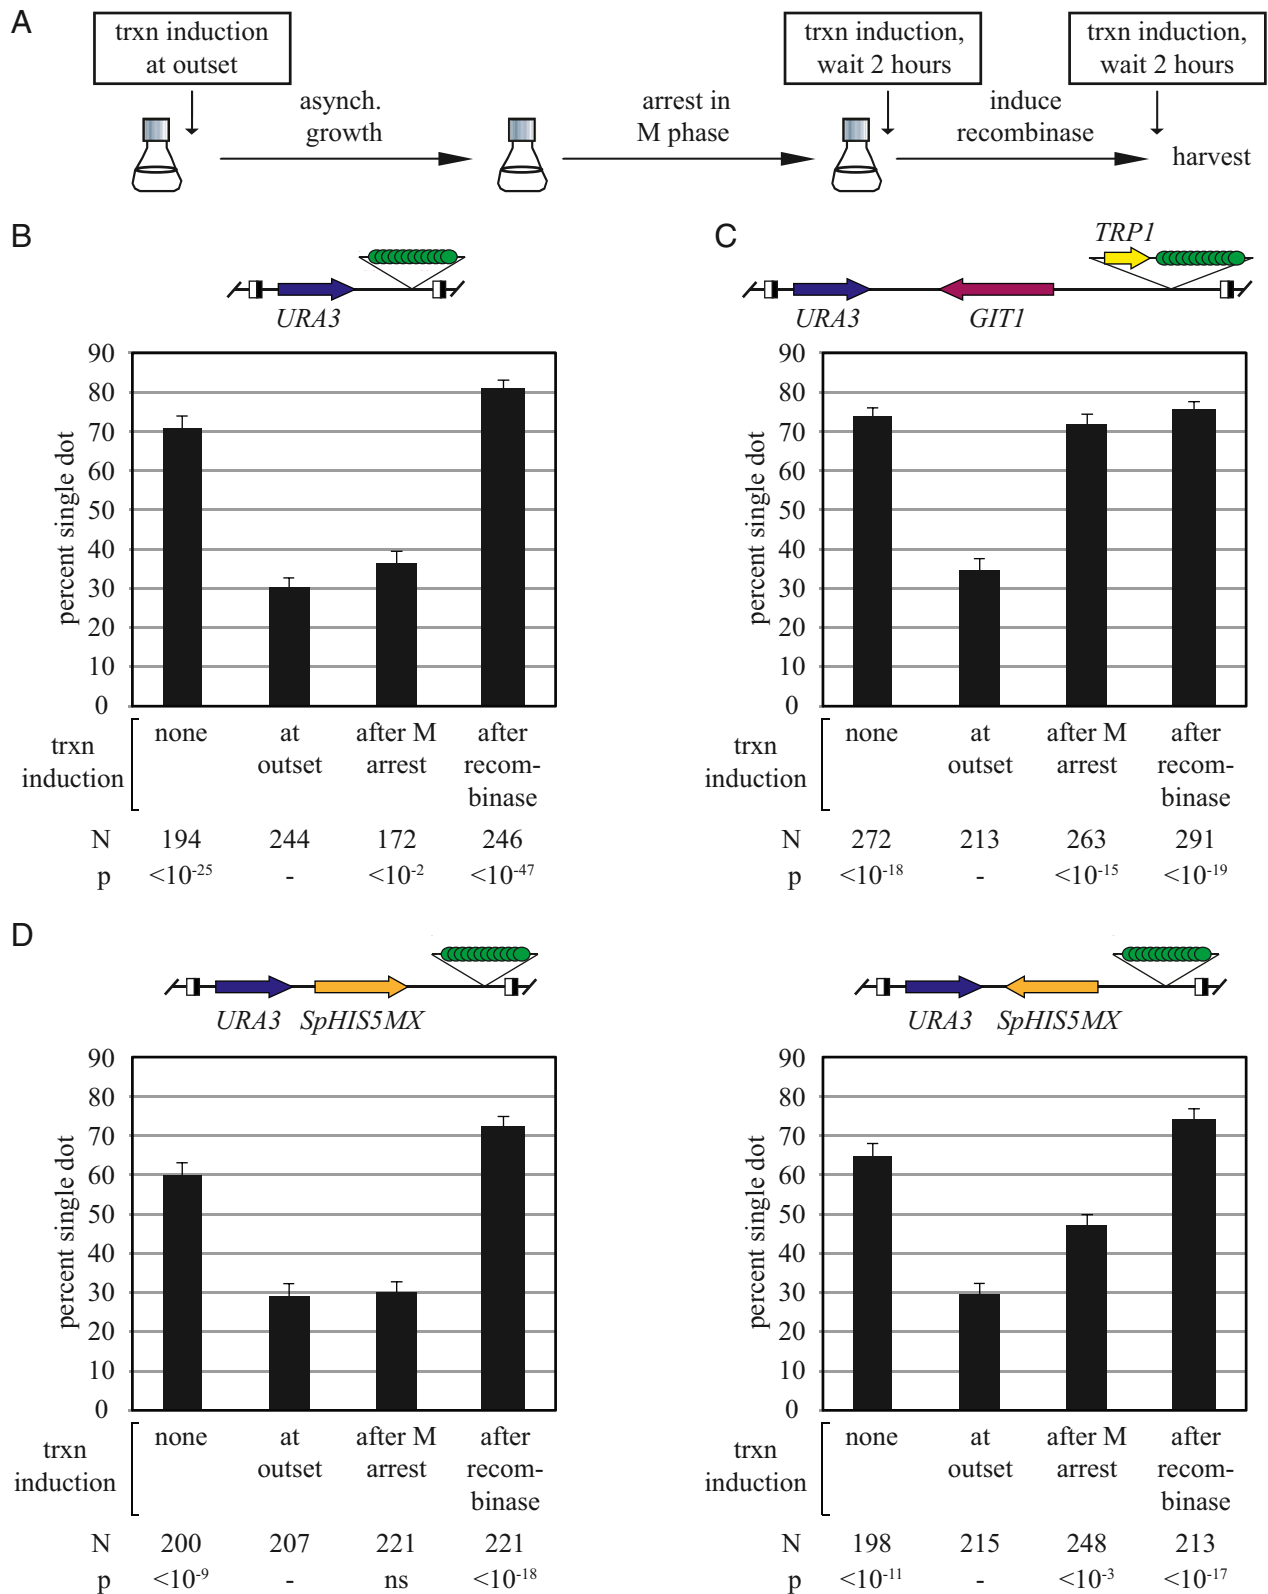 A
trxn induction
at outset
trxn induction,
wait 2 hours
trxn induction,
wait 2 hours
asynch.
growth
arrest in
M phase
induce
recombinase
harvest
B
URA3
percent single dot
90
80
70
60
50
40
30
20
10
0
trxn
induction
none
at
outset
after M
arrest
after
recom-
binase
N 194 244 172 246
p <10-25 - <10-2 <10-47
C
TRP1
URA3 GIT1
percent single dot
90
80
70
60
50
40
30
20
10
0
trxn
induction
none
at
outset
after M
arrest
after
recom-
binase
N 272 213 263 291
p <10-18 - <10-15 <10-19
D
URA3 SpHIS5MX
percent single dot
90
80
70
60
50
40
30
20
10
0
trxn
induction
none
at
outset
after M
arrest
after
recom-
binase
N 200 207 221 221
p <10-9 - ns <10-18
URA3 SpHIS5MX
percent single dot
90
80
70
60
50
40
30
20
10
0
trxn
induction
none
at
outset
after M
arrest
after
recom-
binase
N 198 215 248 213
p <10-11 - <10-3 <10-17